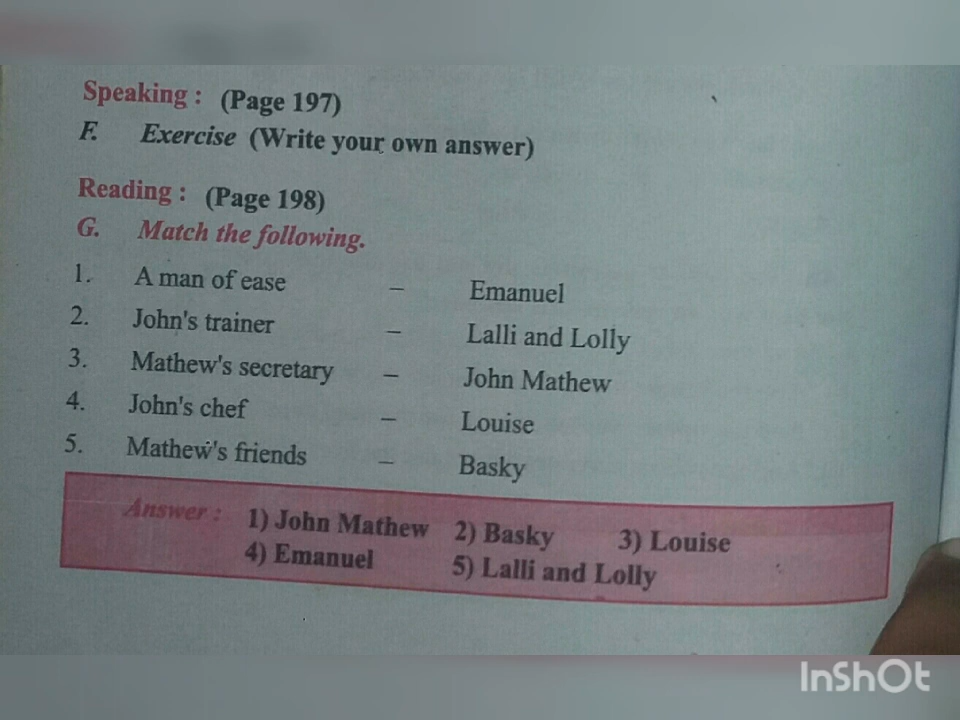 Speaking : (Page 197)
F. Exercise (Write your own answer)
Reading : (Page 198)
G. Match the following.
1. A man of ease – Emanuel
2. John's trainer – Lalli and Lolly
3. Mathew's secretary – John Mathew
4. John's chef – Louise
5. Mathew's friends – Basky
Answer : 1) John Mathew 2) Basky 3) Louise
4) Emanuel 5) Lalli and Lolly
InShOt